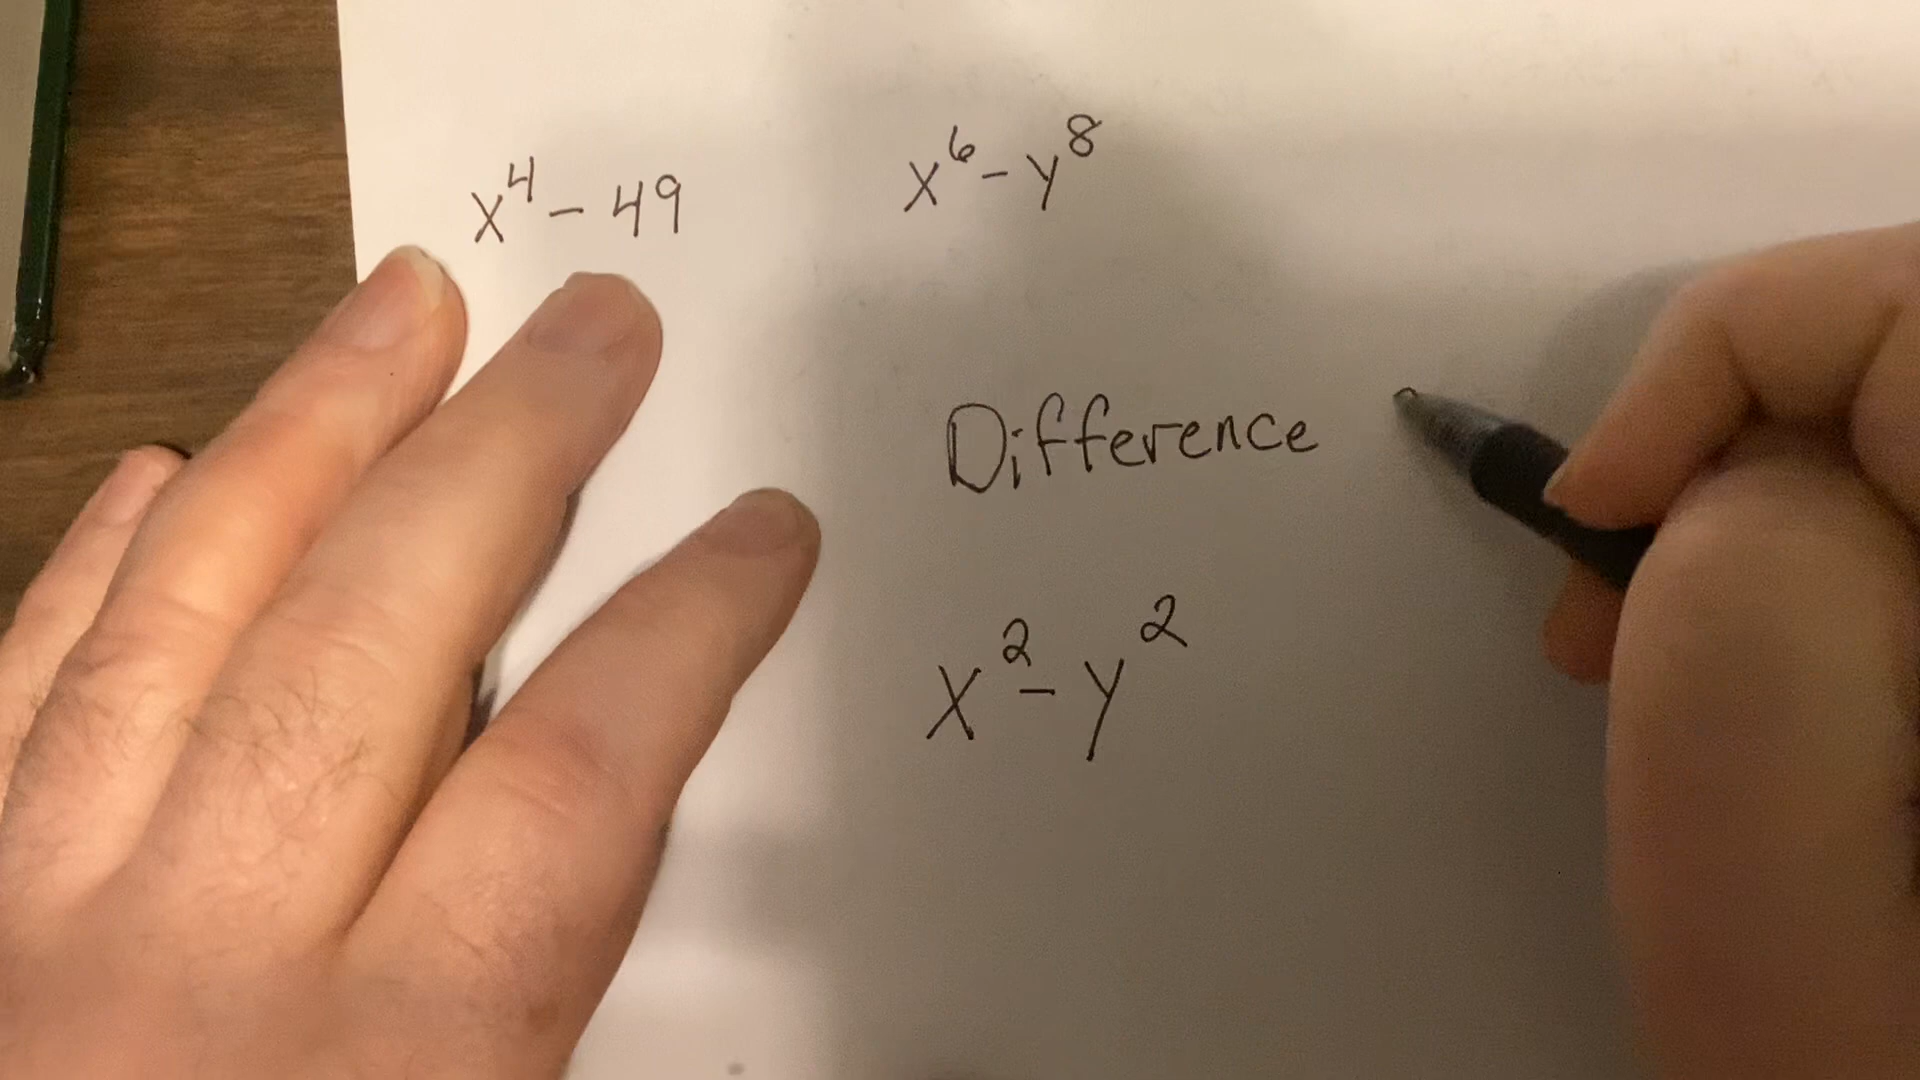 x⁴ - 49
x⁶ - y⁸
Difference
x² - y²